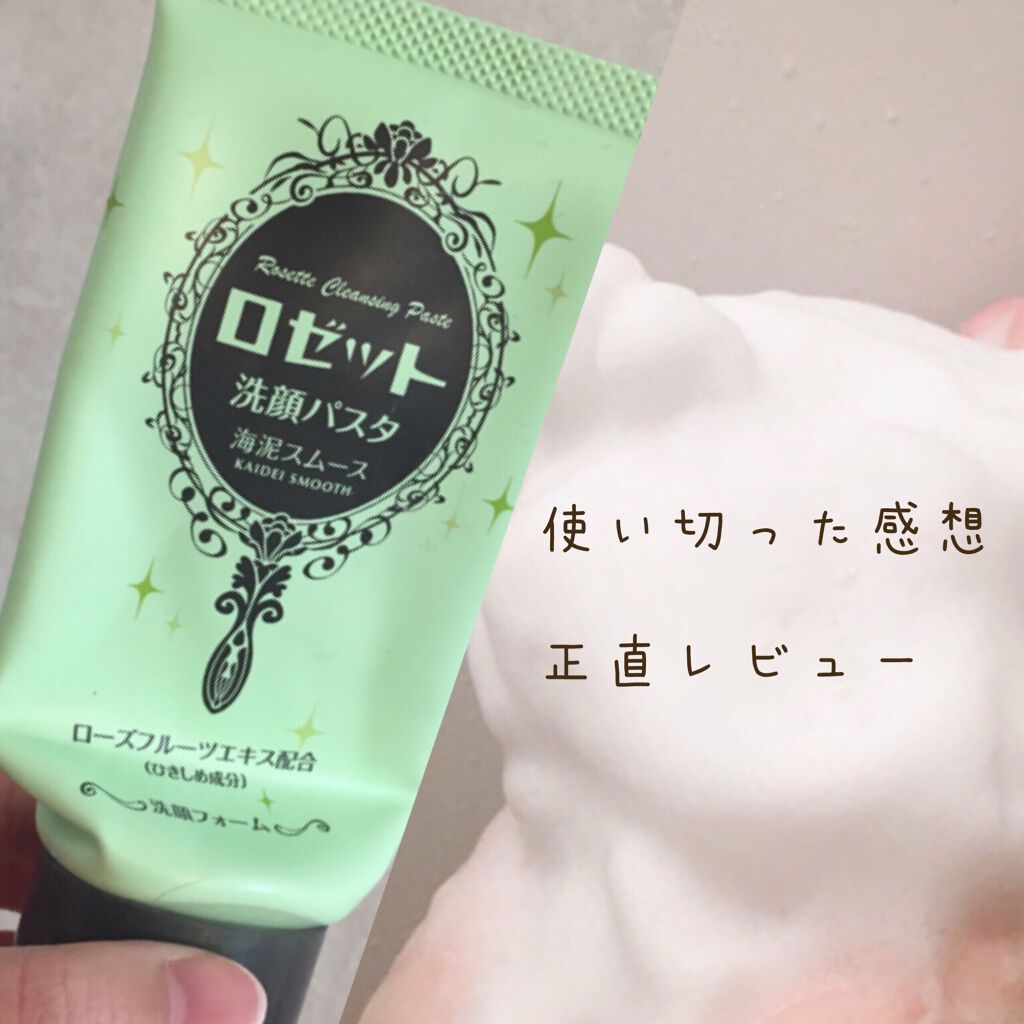 Rosette Cleansing Paste
ロゼット
洗顔パスタ
海泥スムース
KAIDEI SMOOTH
ローズフルーツエキス配合
(ひきしめ成分)
洗顔フォーム
使い切った感想
正直レビュー